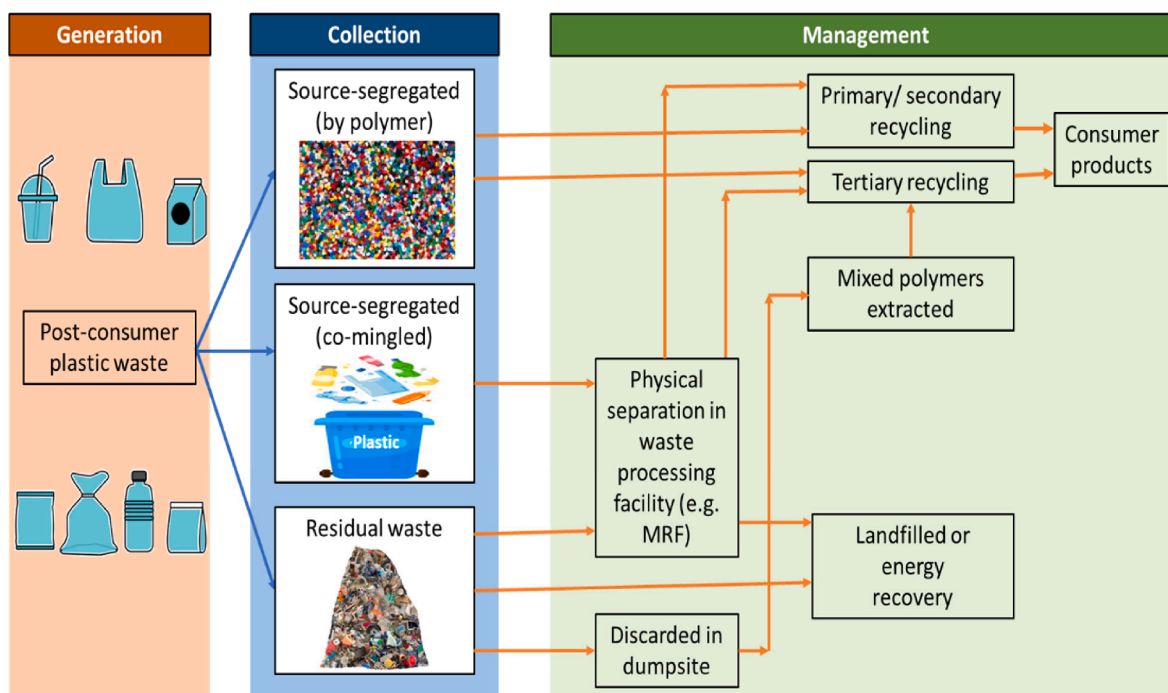 Generation
Collection
Management
Post-consumer
plastic waste
Source-segregated
(by polymer)
Source-segregated
(co-mingled)
Plastic
Residual waste
Primary/ secondary
recycling
Consumer
products
Tertiary recycling
Mixed polymers
extracted
Physical
separation in
waste
processing
facility (e.g.
MRF)
Landfilled or
energy
recovery
Discarded in
dumpsite